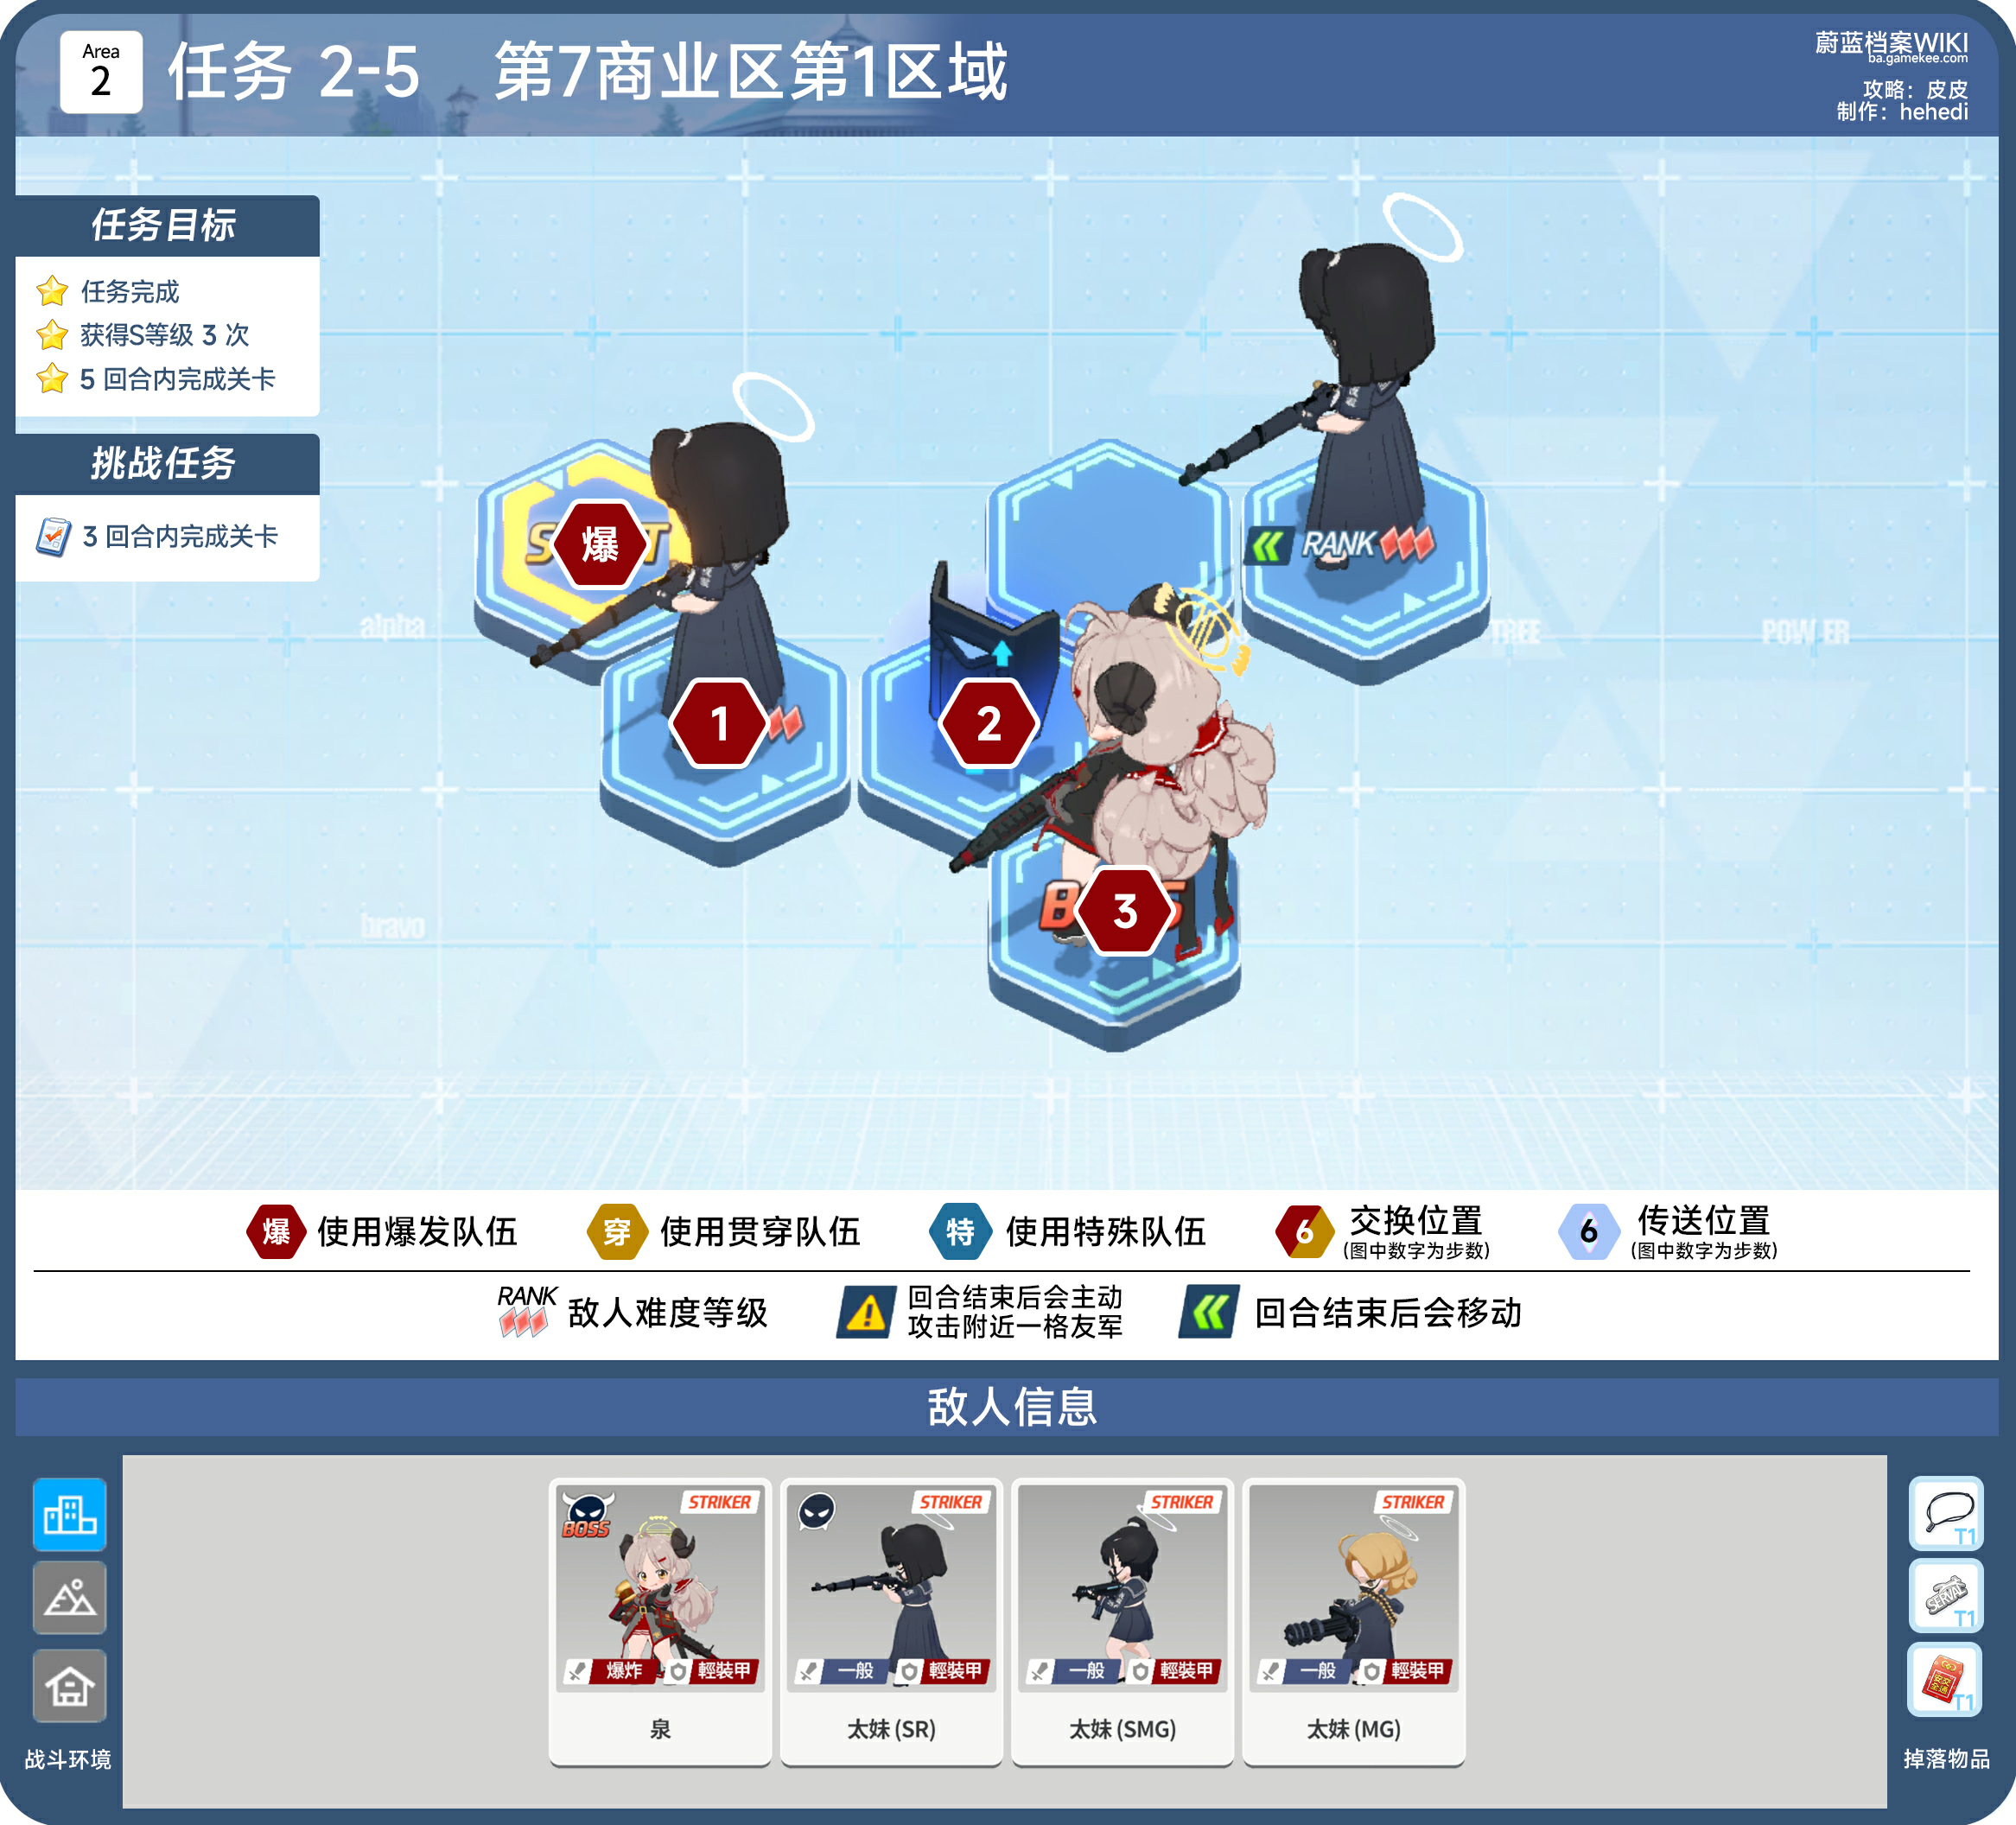 Area
2
任务 2-5 第7商业区第1区域
蔚蓝档案WIKI
ba.gamekee.com
攻略：皮皮
制作：hehedi
任务目标
任务完成
获得S等级 3 次
5 回合内完成关卡
挑战任务
3 回合内完成关卡
爆
RANK
1
2
3
alpha
bravo
POWER
爆 使用爆发队伍
穿 使用贯穿队伍
特 使用特殊队伍
6 交换位置
(图中数字为步数)
6 传送位置
(图中数字为步数)
RANK 敌人难度等级
回合结束后会主动
攻击附近一格友军
回合结束后会移动
敌人信息
BOSS STRIKER
爆炸 輕裝甲
泉
STRIKER
一般 輕裝甲
太妹 (SR)
STRIKER
一般 輕裝甲
太妹 (SMG)
STRIKER
一般 輕裝甲
太妹 (MG)
战斗环境
T1
T1
T1
掉落物品